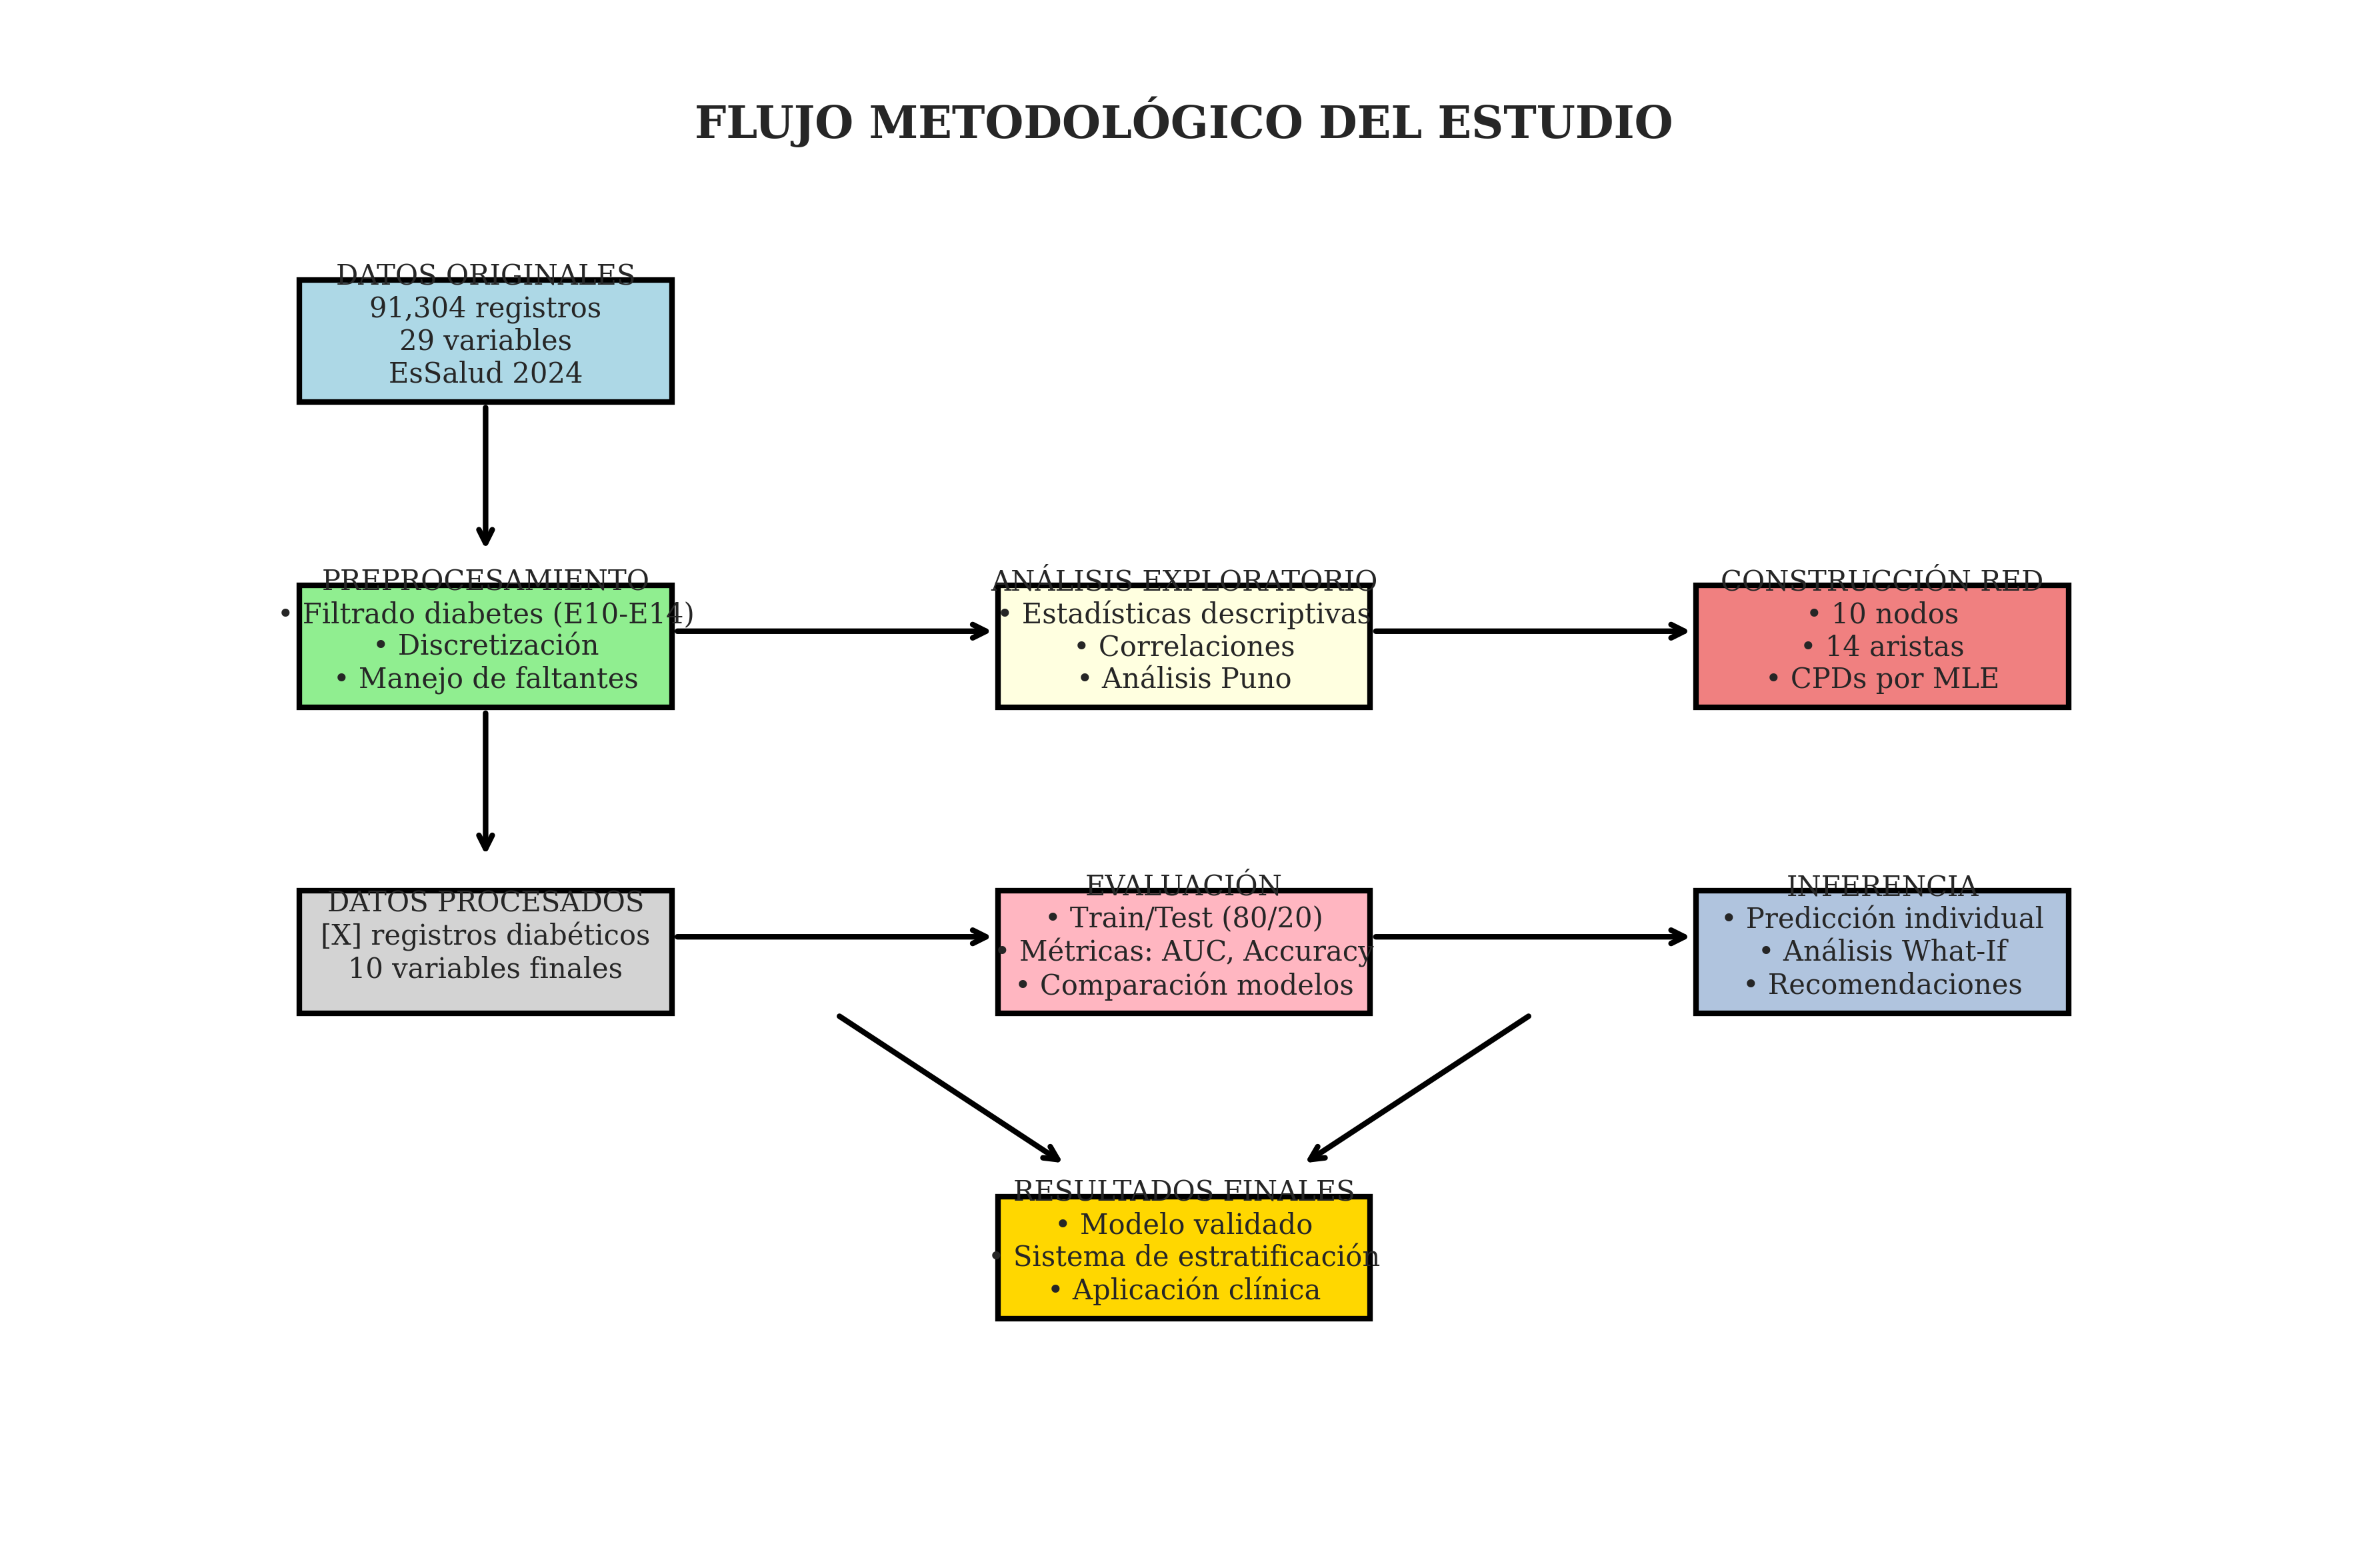 FLUJO METODOLÓGICO DEL ESTUDIO
DATOS ORIGINALES
91,304 registros
29 variables
EsSalud 2024
PREPROCESAMIENTO
• Filtrado diabetes (E10-E14)
• Discretización
• Manejo de faltantes
ANÁLISIS EXPLORATORIO
• Estadísticas descriptivas
• Correlaciones
• Análisis Puno
CONSTRUCCIÓN RED
• 10 nodos
• 14 aristas
• CPDs por MLE
DATOS PROCESADOS
[X] registros diabéticos
10 variables finales
EVALUACIÓN
• Train/Test (80/20)
• Métricas: AUC, Accuracy
• Comparación modelos
INFERENCIA
• Predicción individual
• Análisis What-If
• Recomendaciones
RESULTADOS FINALES
• Modelo validado
• Sistema de estratificación
• Aplicación clínica